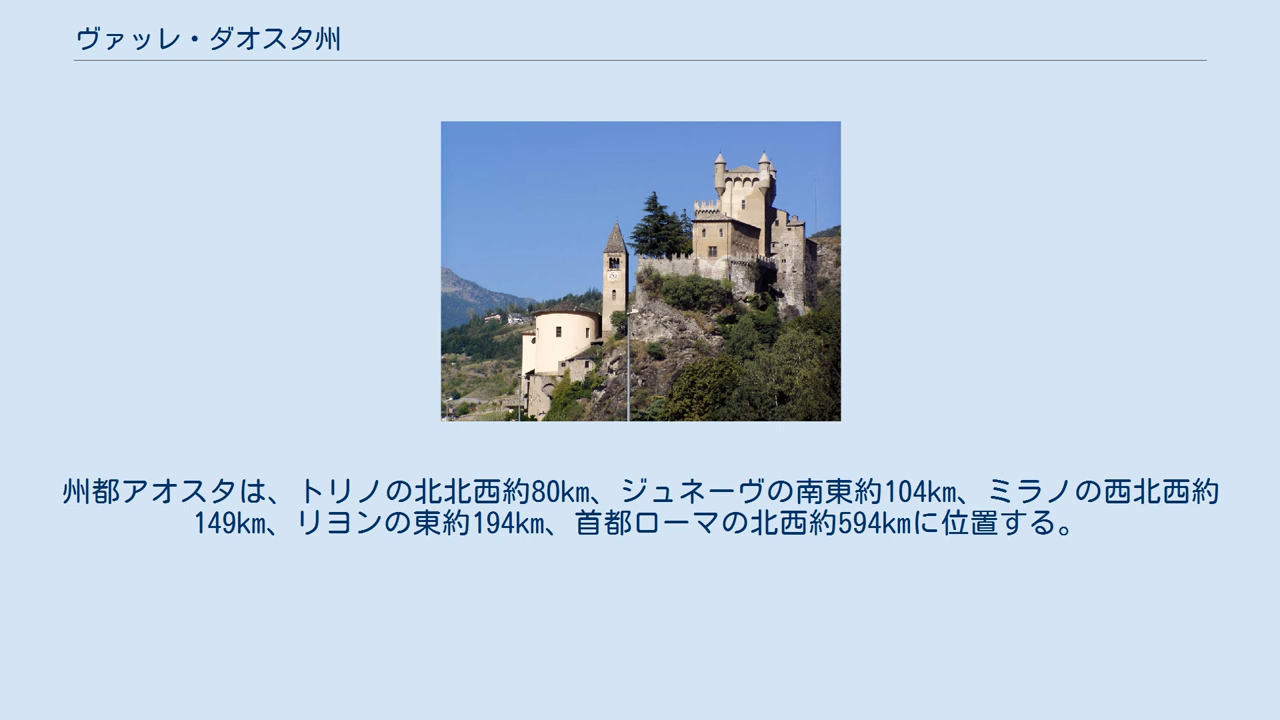 ヴァッレ・ダオスタ州
州都アオスタは、トリノの北北西約80km、ジュネーヴの南東約104km、ミラノの西北西約
149km、リヨンの東約194km、首都ローマの北西約594kmに位置する。